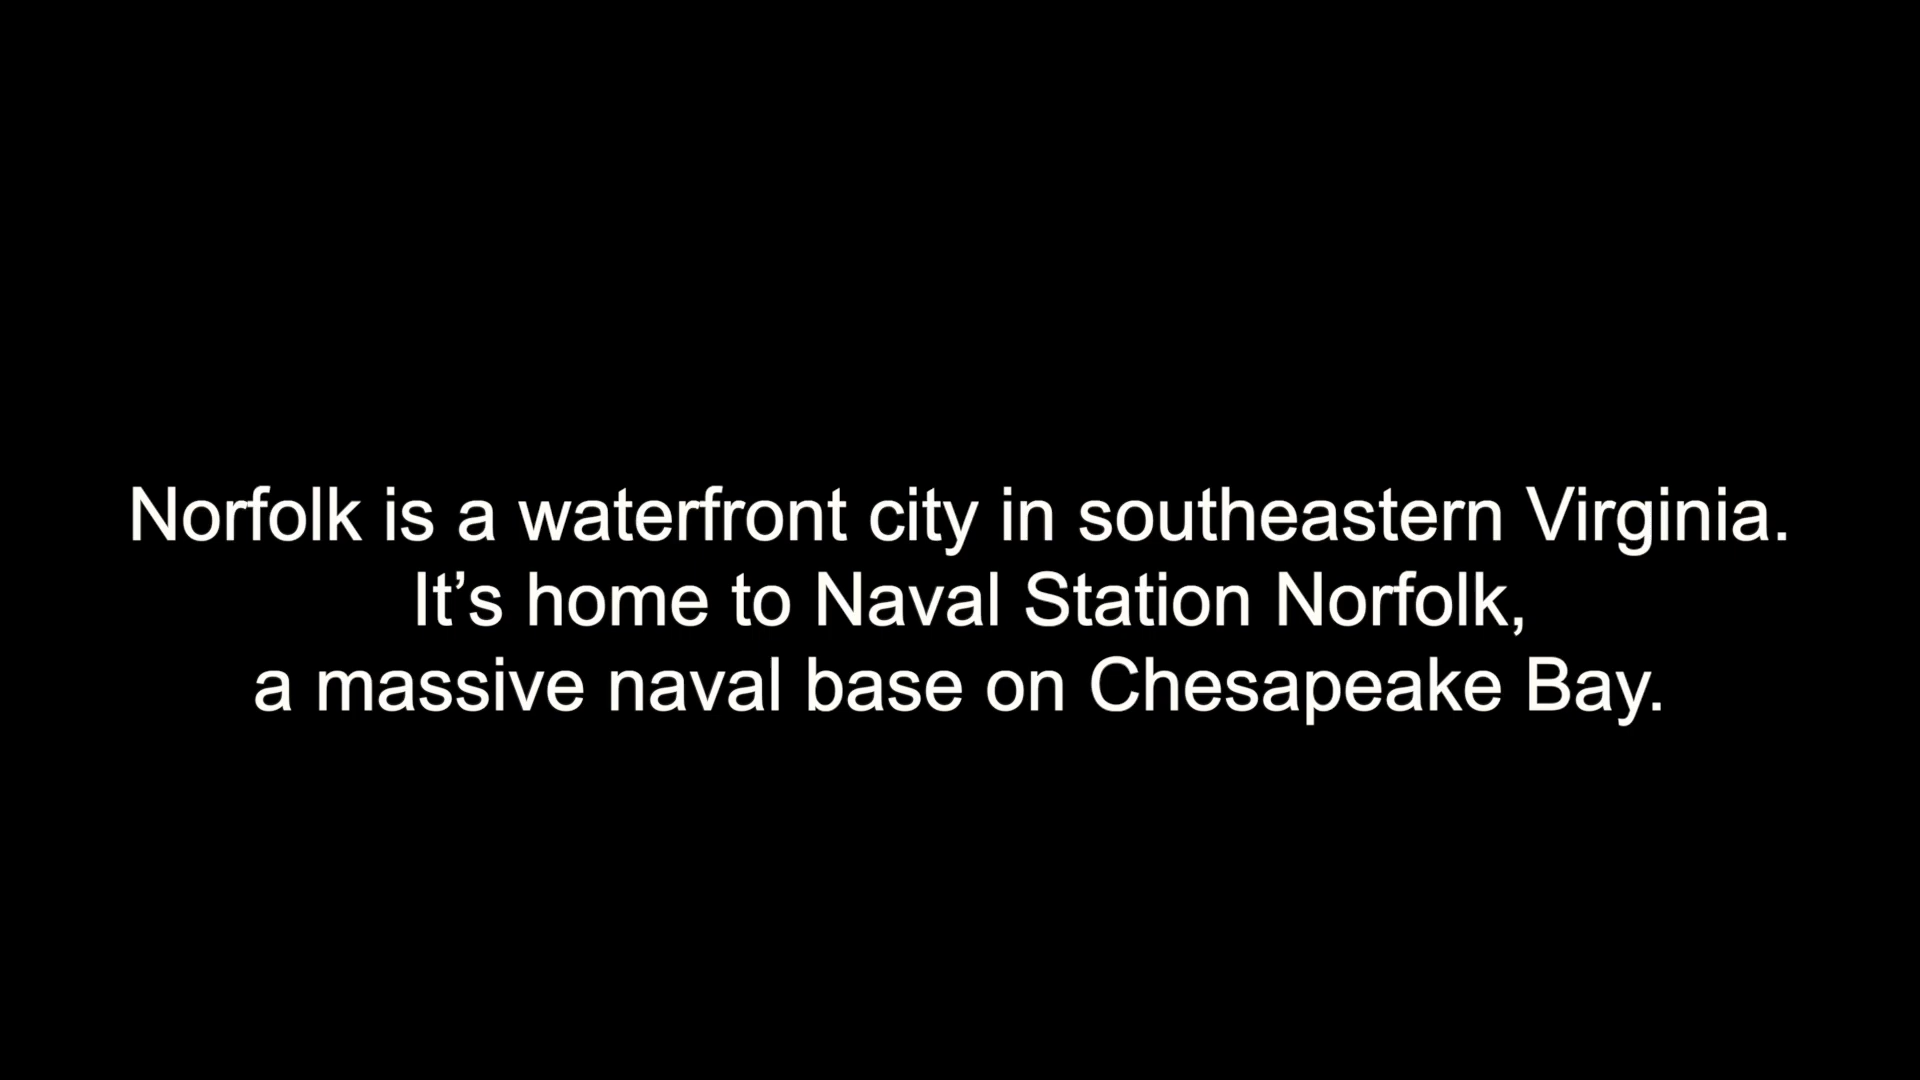 Norfolk is a waterfront city in southeastern Virginia.
It’s home to Naval Station Norfolk,
a massive naval base on Chesapeake Bay.